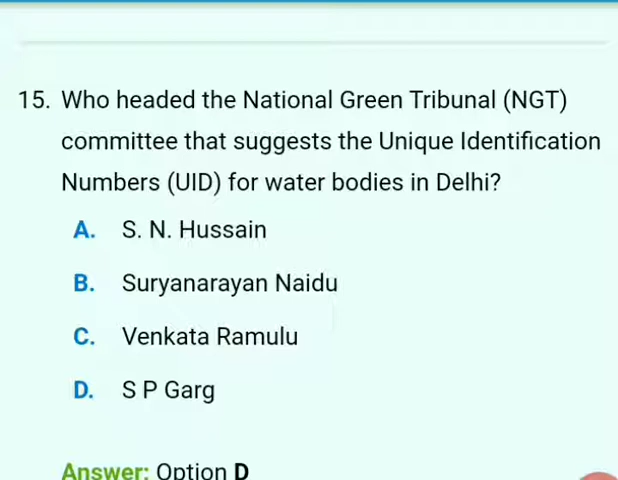 15. Who headed the National Green Tribunal (NGT)
committee that suggests the Unique Identification
Numbers (UID) for water bodies in Delhi?
A. S. N. Hussain
B. Suryanarayan Naidu
C. Venkata Ramulu
D. S P Garg
Answer: Option D